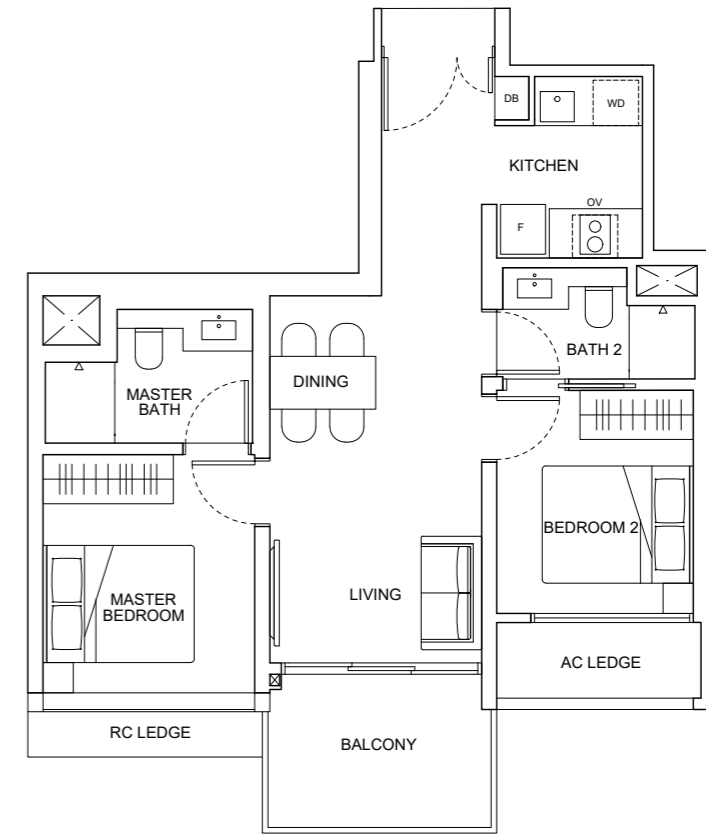 DB
WD
KITCHEN
OV
F
BATH 2
DINING
MASTER
BATH
BEDROOM 2
LIVING
MASTER
BEDROOM
AC LEDGE
RC LEDGE
BALCONY